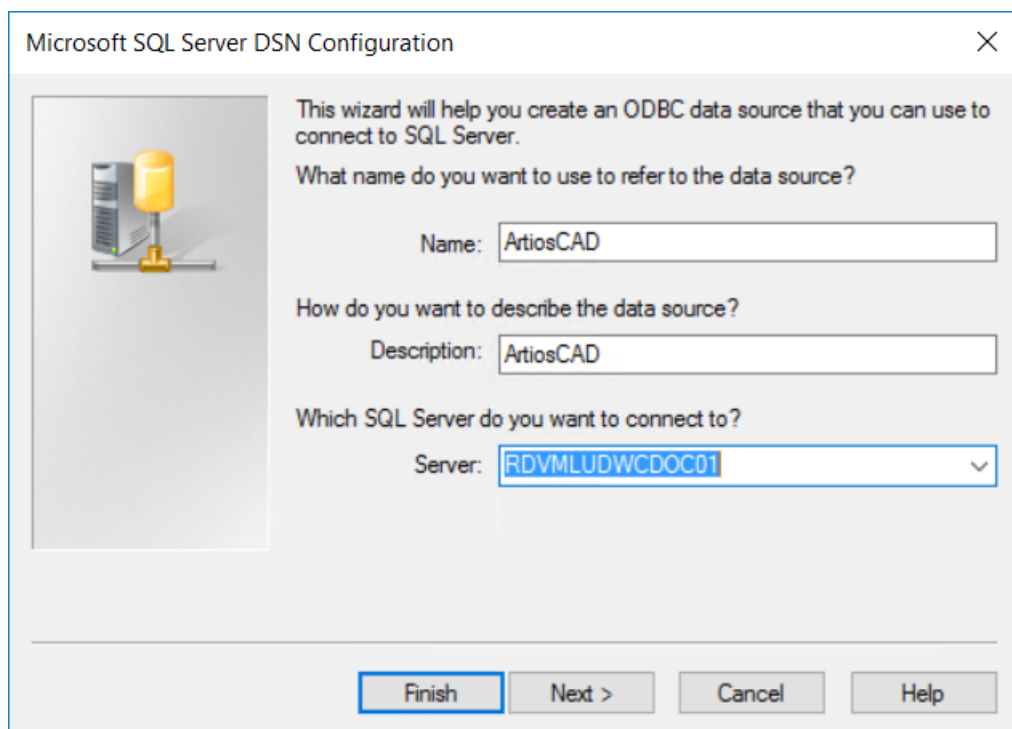 Microsoft SQL Server DSN Configuration
This wizard will help you create an ODBC data source that you can use to
connect to SQL Server.
What name do you want to use to refer to the data source?
Name: ArtiosCAD
How do you want to describe the data source?
Description: ArtiosCAD
Which SQL Server do you want to connect to?
Server: RDVMLUDWCDOC01
Finish Next > Cancel Help